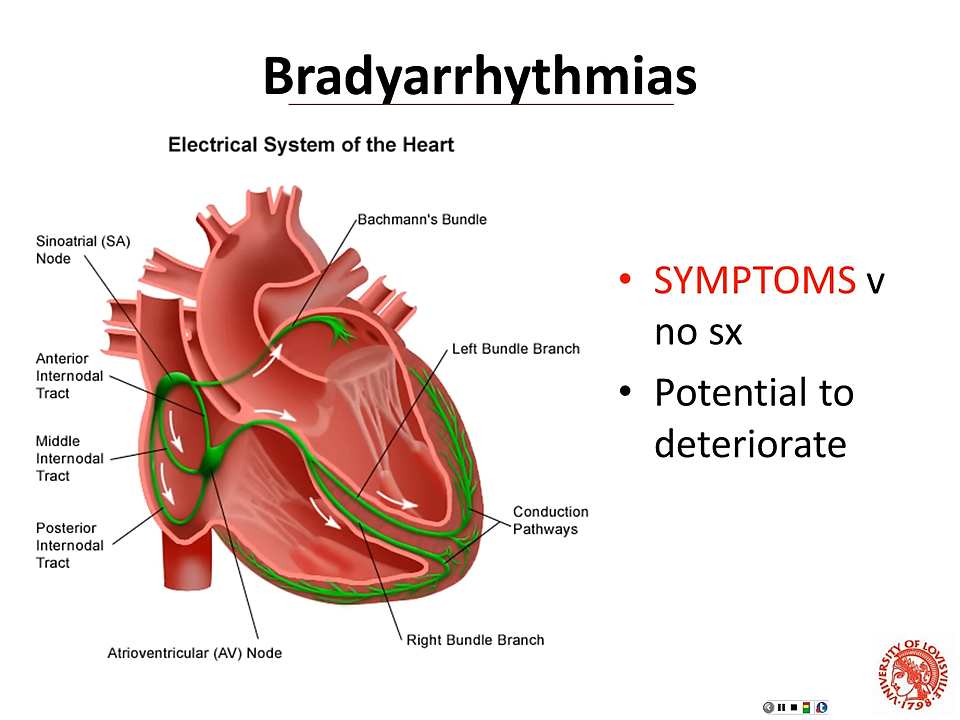 Bradyarrhythmias
Electrical System of the Heart
Bachmann's Bundle
Sinoatrial (SA)
Node
Left Bundle Branch
Anterior
Internodal
Tract
Middle
Internodal
Tract
Posterior
Internodal
Tract
Conduction
Pathways
Right Bundle Branch
Atrioventricular (AV) Node
• SYMPTOMS v
no sx
• Potential to
deteriorate
UNIVERSITY OF LOUISVILLE
1798